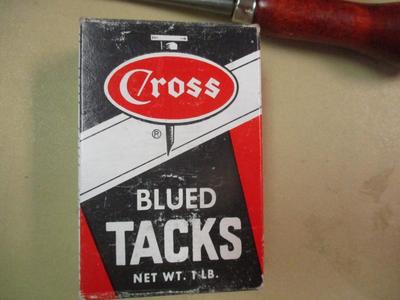 Cross
®
BLUED
TACKS
NET WT. 1 LB.